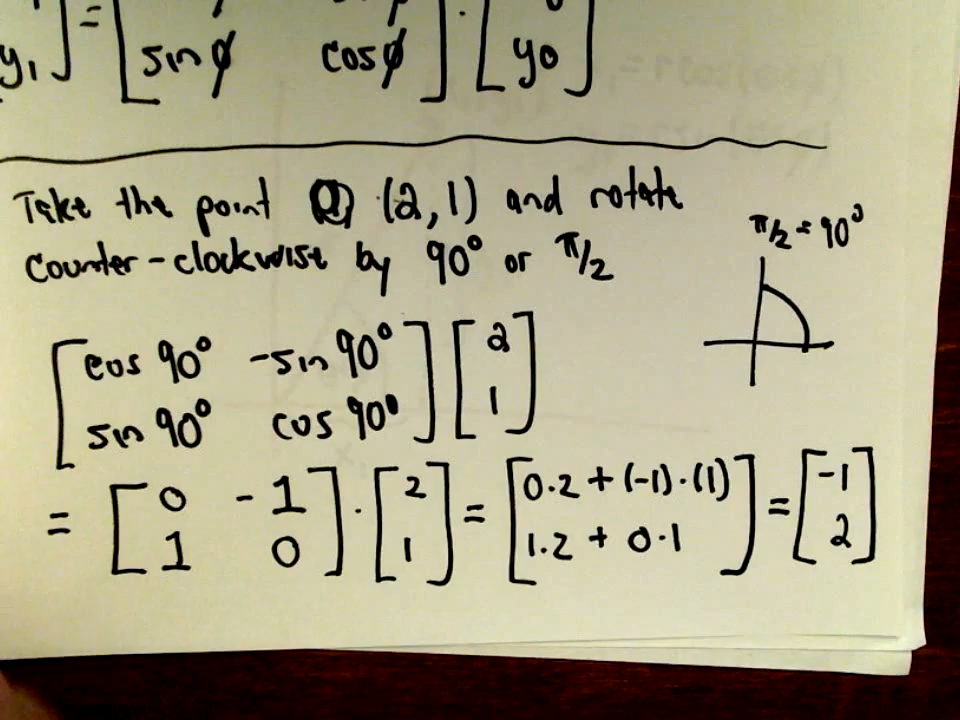 y₁ ] = [ sin ϕ cos ϕ ] · [ y0 ]
Take the point (2,1) and rotate
counter-clockwise by 90° or π/2
π/2 = 90°
[ cos 90° -sin 90° ] [ 2 ]
[ sin 90° cos 90° ] [ 1 ]
= [ 0 -1 ] · [ 2 ] = [ 0·2 + (-1)·(1) ] = [ -1 ]
[ 1 0 ] [ 1 ] [ 1·2 + 0·1 ] [ 2 ]